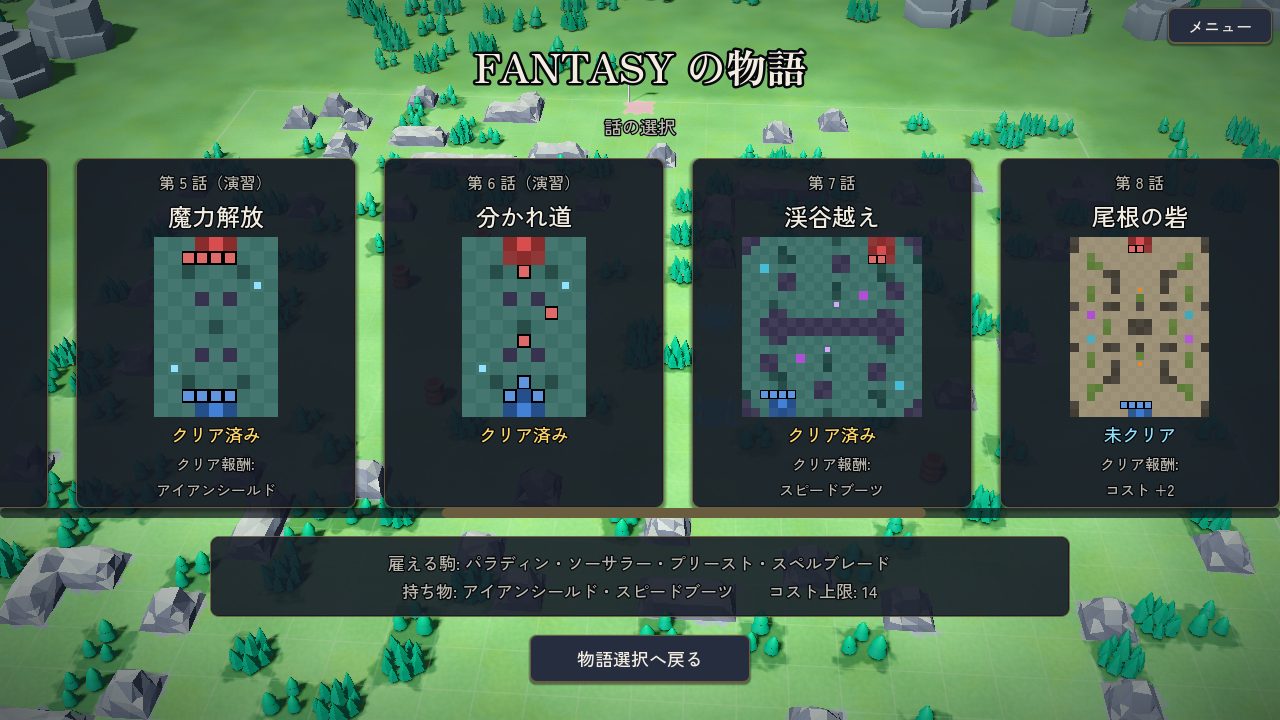 メニュー
FANTASY の物語
話の選択
第 5 話（演習）
魔力解放
クリア済み
クリア報酬:
アイアンシールド
第 6 話（演習）
分かれ道
クリア済み
第 7 話
渓谷越え
クリア済み
クリア報酬:
スピードブーツ
第 8 話
尾根の砦
未クリア
クリア報酬:
コスト +2
雇える駒: パラディン・ソーサラー・プリースト・スペルブレード
持ち物: アイアンシールド・スピードブーツ　　コスト上限: 14
物語選択へ戻る